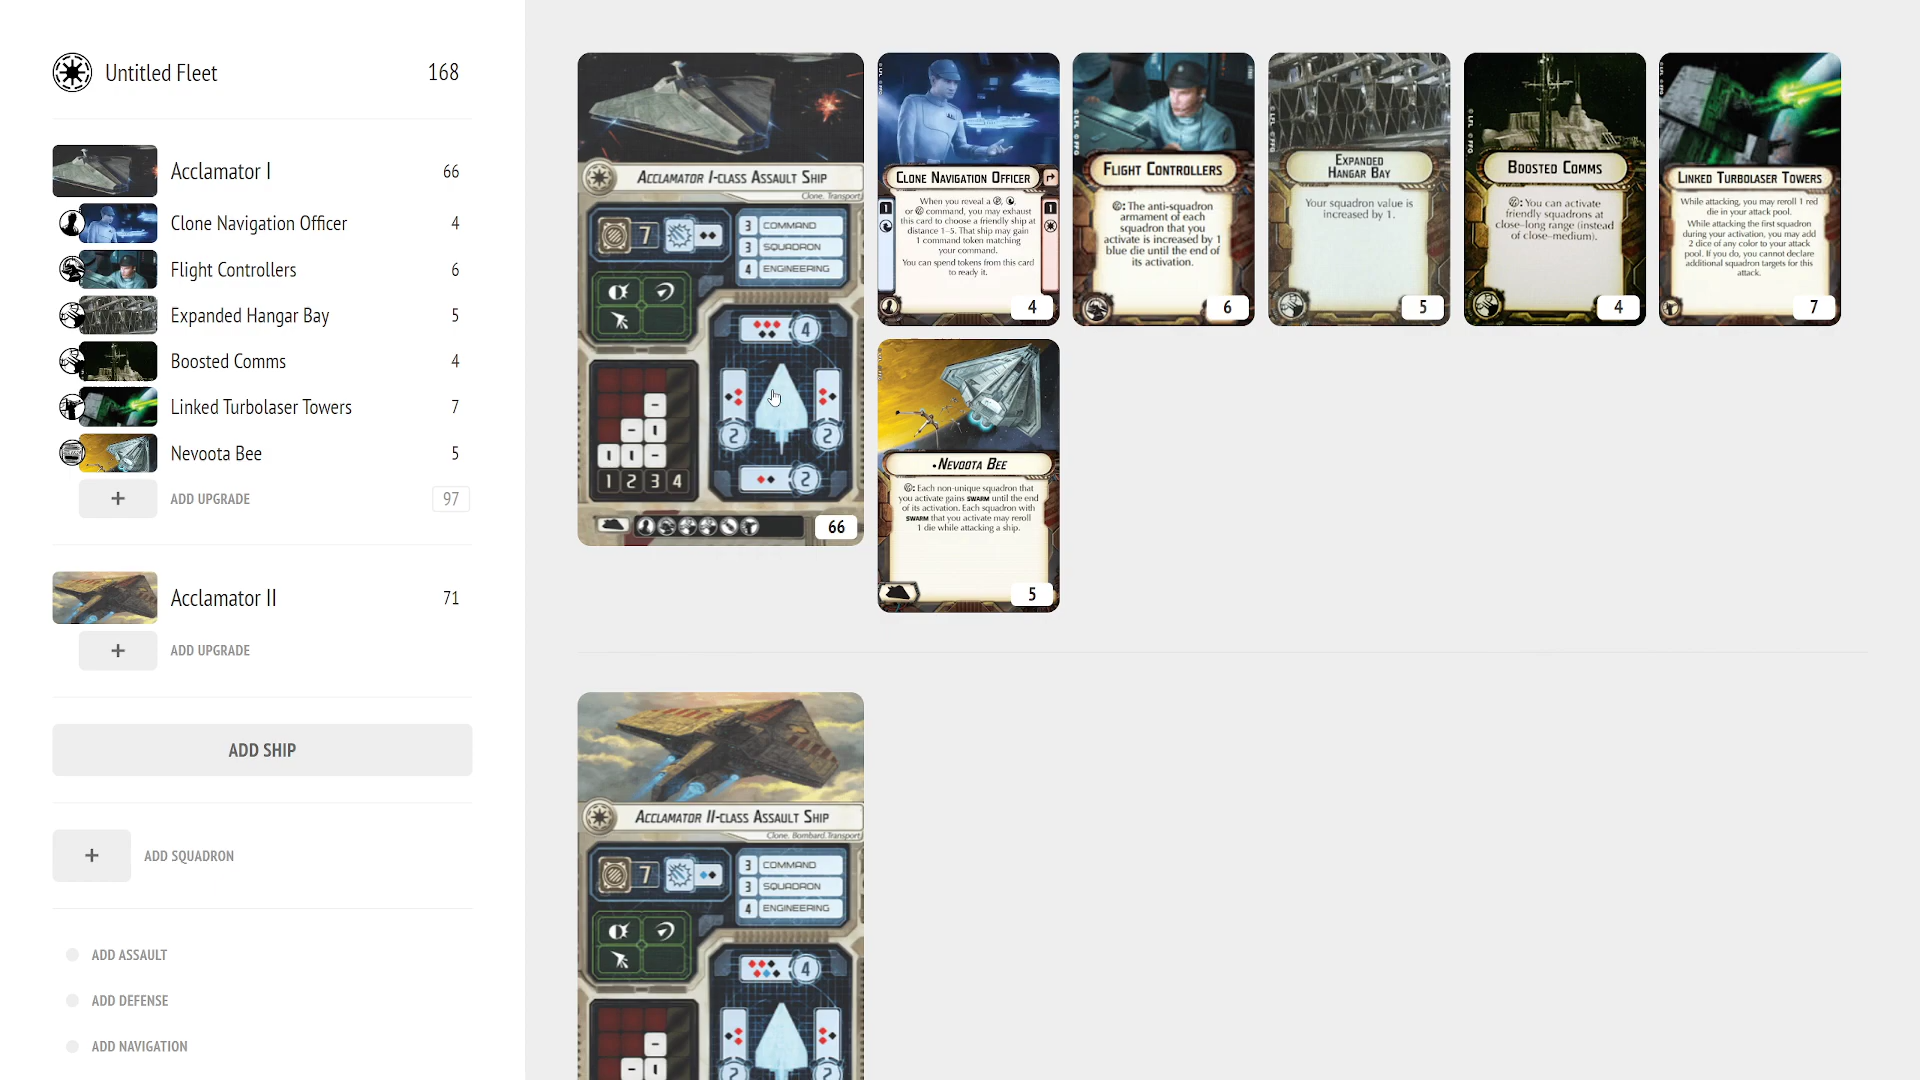 Untitled Fleet 168
Acclamator I 66
Clone Navigation Officer 4
Flight Controllers 6
Expanded Hangar Bay 5
Boosted Comms 4
Linked Turbolaser Towers 7
Nevoota Bee 5
+ ADD UPGRADE 97
Acclamator II 71
+ ADD UPGRADE
ADD SHIP
+ ADD SQUADRON
ADD ASSAULT
ADD DEFENSE
ADD NAVIGATION
ACCLAMATOR I-CLASS ASSAULT SHIP
Clone. Transport
7
3 COMMAND
3 SQUADRON
4 ENGINEERING
4
2 2
2
-
- I
I I -
1 2 3 4
66
CLONE NAVIGATION OFFICER
1 1
When you reveal a , ,
or command, you may exhaust
this card to choose a friendly ship at
distance 1–5. That ship may gain
1 command token matching
your command.
You can spend tokens from this card
to ready it.
4
©LFL ©FFG
FLIGHT CONTROLLERS
: The anti-squadron
armament of each
squadron that you
activate is increased by 1
blue die until the end of
its activation.
6
©LFL ©FFG
EXPANDED
HANGAR BAY
Your squadron value is
increased by 1.
5
©LFL ©FFG
BOOSTED COMMS
: You can activate
friendly squadrons at
close–long range (instead
of close–medium).
4
©LFL ©FFG
LINKED TURBOLASER TOWERS
While attacking, you may reroll 1 red
die in your attack pool.
While attacking the first squadron
during your activation, you may add
2 dice of any color to your attack
pool. If you do, you cannot declare
additional squadron targets for this
attack.
7
•NEVOOTA BEE
: Each non-unique squadron that
you activate gains SWARM until the end
of its activation. Each squadron with
SWARM that you activate may reroll
1 die while attacking a ship.
5
ACCLAMATOR II-CLASS ASSAULT SHIP
Clone. Bombard. Transport
7
3 COMMAND
3 SQUADRON
4 ENGINEERING
4
2 2
-
- I